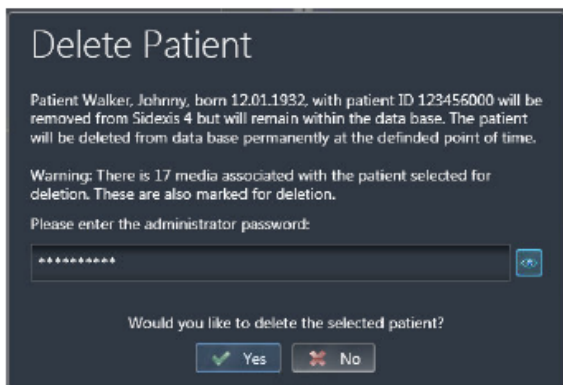 Delete Patient
Patient Walker, Johnny, born 12.01.1932, with patient ID 123456000 will be
removed from Sidexis 4 but will remain within the data base. The patient
will be deleted from data base permanently at the definded point of time.
Warning: There is 17 media associated with the patient selected for
deletion. These are also marked for deletion.
Please enter the administrator password:
**********
Would you like to delete the selected patient?
Yes No